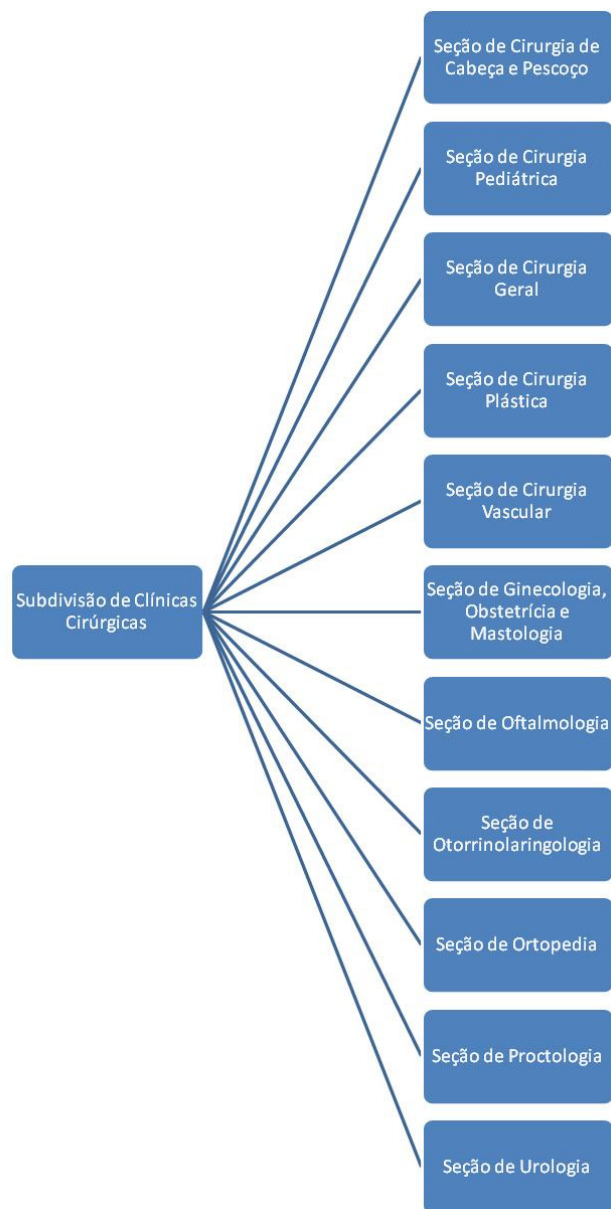 Seção de Cirurgia de
Cabeça e Pescoço
Seção de Cirurgia
Pediátrica
Seção de Cirurgia
Geral
Seção de Cirurgia
Plástica
Seção de Cirurgia
Vascular
Subdivisão de Clínicas
Cirúrgicas
Seção de Ginecologia,
Obstetrícia e
Mastologia
Seção de Oftalmologia
Seção de
Otorrinolaringologia
Seção de Ortopedia
Seção de Proctologia
Seção de Urologia